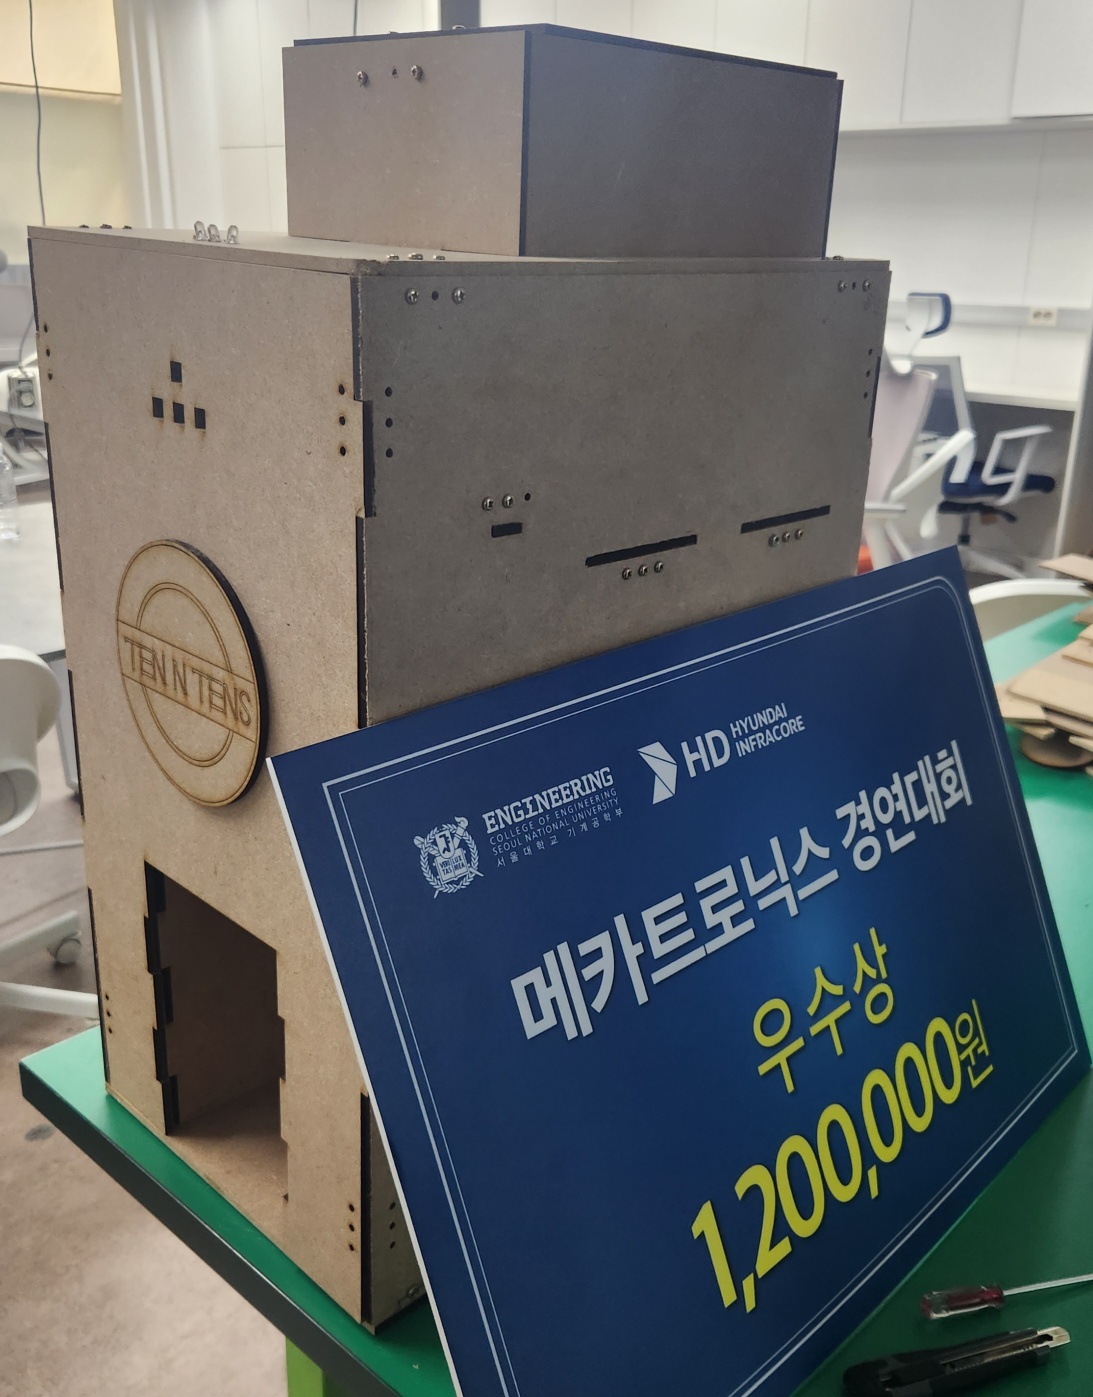 TEN N TENS
ENGINEERING
COLLEGE OF ENGINEERING
SEOUL NATIONAL UNIVERSITY
서울대학교 기계공학부
HD HYUNDAI
INFRACORE
메카트로닉스 경연대회
우수상
1,200,000원